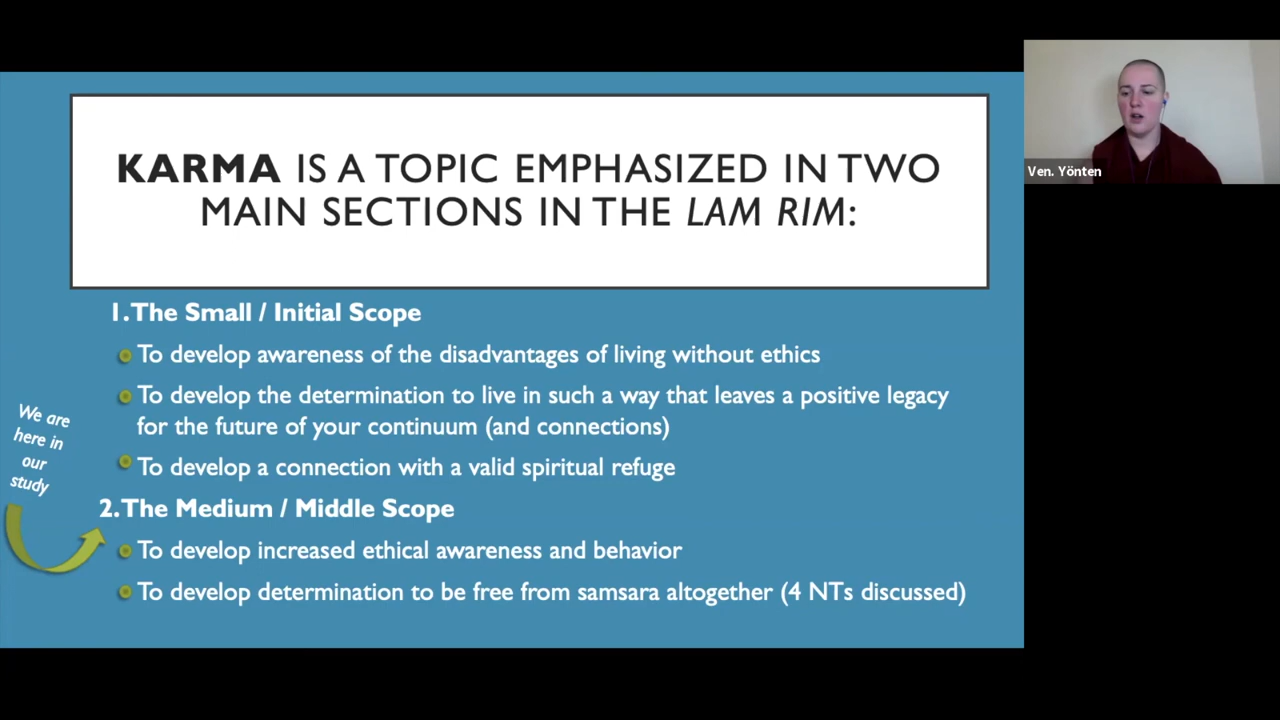 KARMA IS A TOPIC EMPHASIZED IN TWO
MAIN SECTIONS IN THE LAM RIM:
1.The Small / Initial Scope
To develop awareness of the disadvantages of living without ethics
To develop the determination to live in such a way that leaves a positive legacy
for the future of your continuum (and connections)
To develop a connection with a valid spiritual refuge
We are
here in
our
study
2.The Medium / Middle Scope
To develop increased ethical awareness and behavior
To develop determination to be free from samsara altogether (4 NTs discussed)
Ven. Yönten